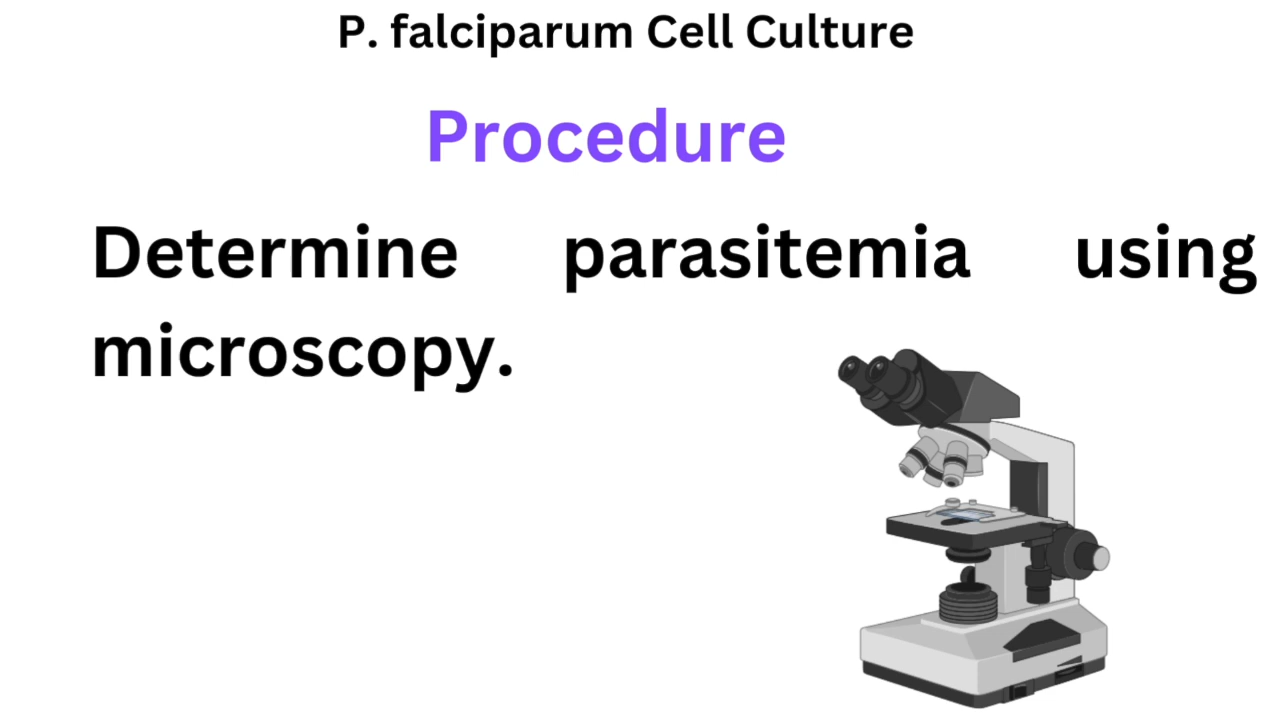 P. falciparum Cell Culture
Procedure
Determine parasitemia using
microscopy.